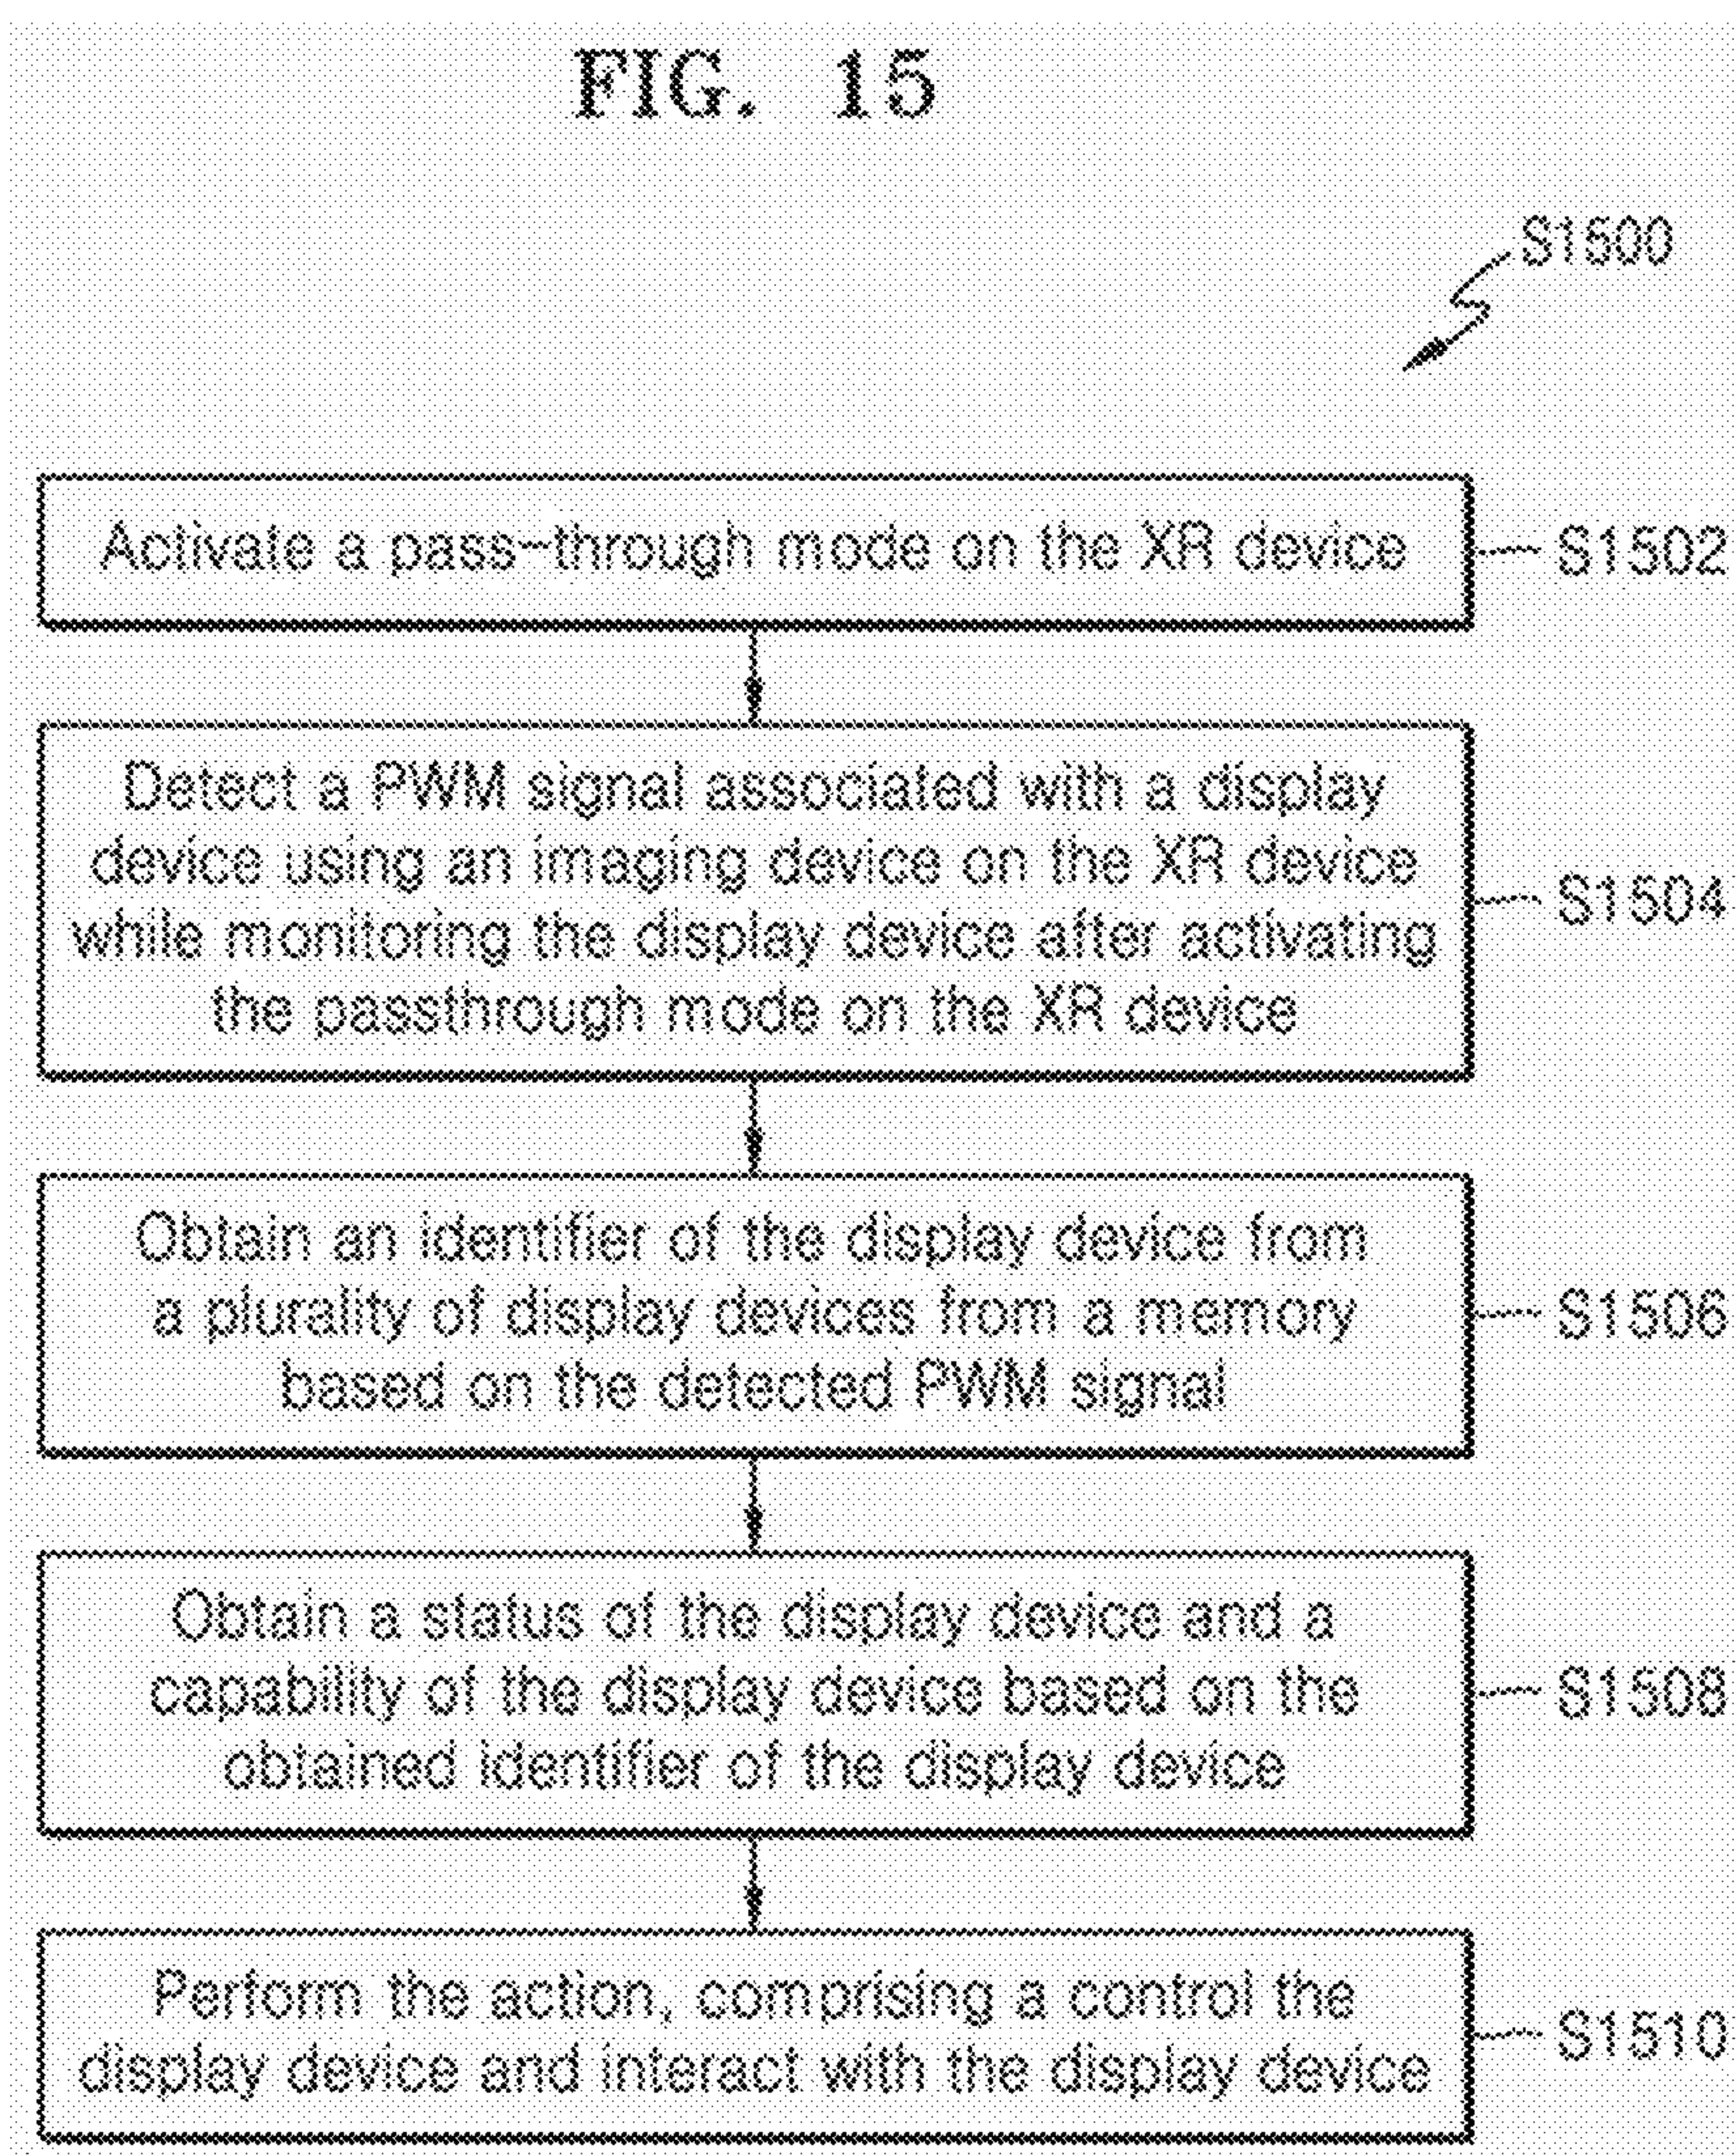 FIG. 15
S1500
Activate a pass-through mode on the XR device
S1502
Detect a PWM signal associated with a display
device using an imaging device on the XR device
while monitoring the display device after activating
the passthrough mode on the XR device
S1504
Obtain an identifier of the display device from
a plurality of display devices from a memory
based on the detected PWM signal
S1506
Obtain a status of the display device and a
capability of the display device based on the
obtained identifier of the display device
S1508
Perform the action, comprising a control the
display device and interact with the display device
S1510